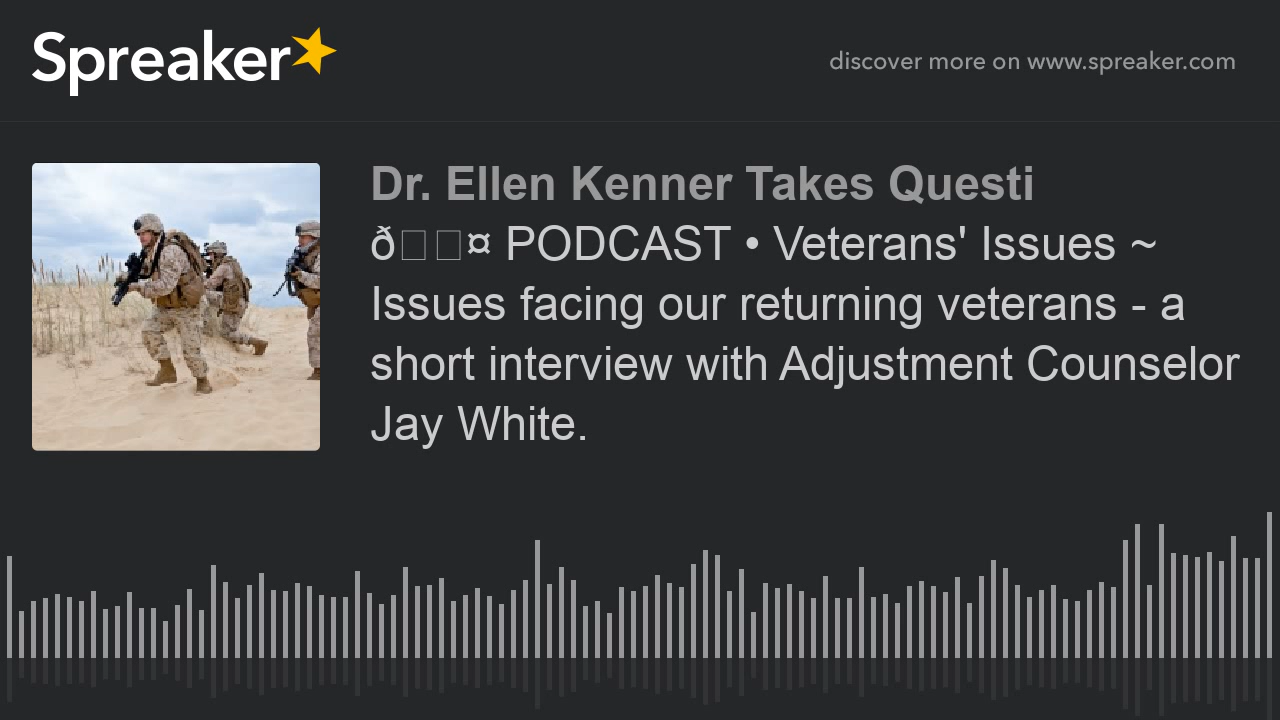 Spreaker
discover more on www.spreaker.com
Dr. Ellen Kenner Takes Questi
ð□□¤ PODCAST • Veterans' Issues ~
Issues facing our returning veterans - a
short interview with Adjustment Counselor
Jay White.